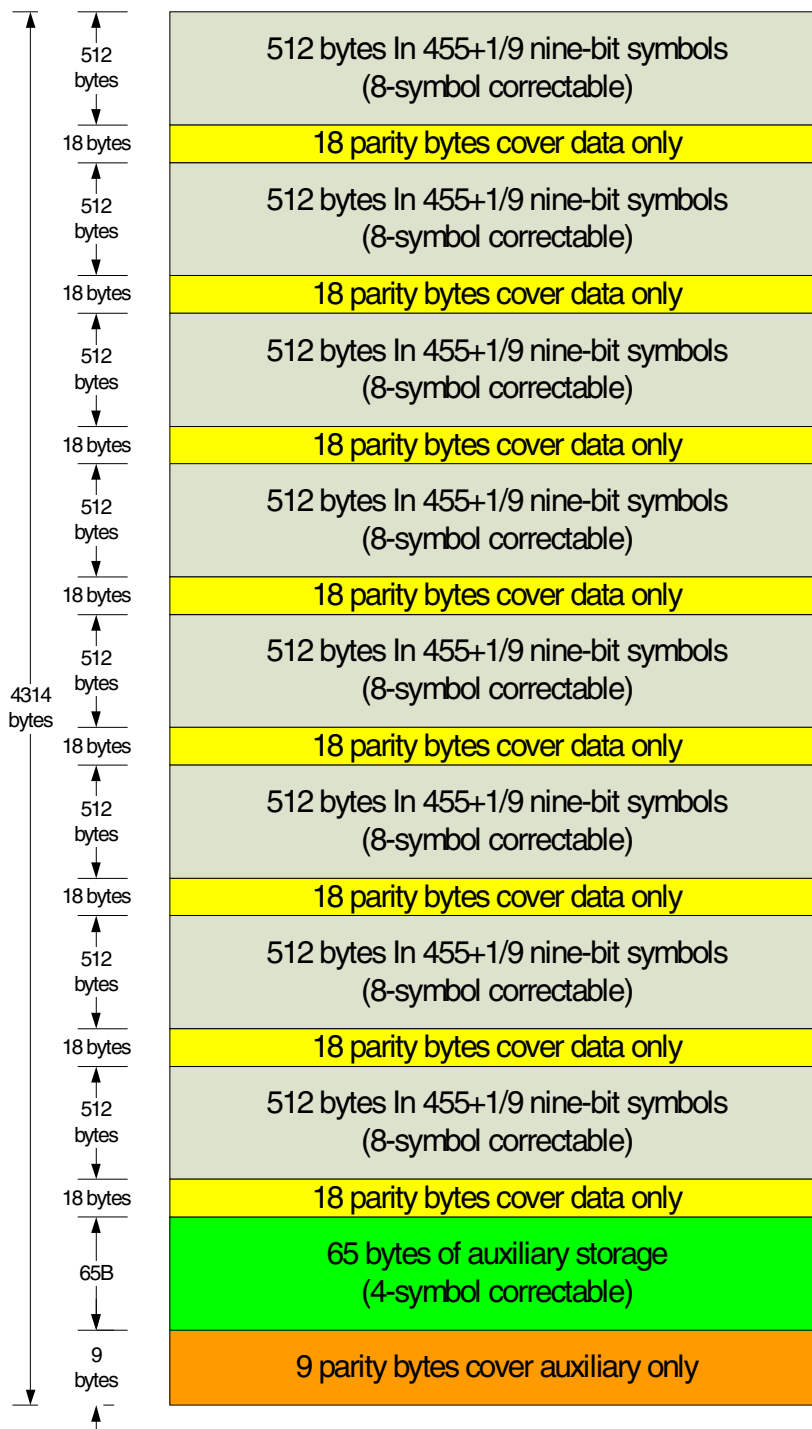 512
bytes
512 bytes In 455+1/9 nine-bit symbols
(8-symbol correctable)
18 bytes
18 parity bytes cover data only
512
bytes
512 bytes In 455+1/9 nine-bit symbols
(8-symbol correctable)
18 bytes
18 parity bytes cover data only
512
bytes
512 bytes In 455+1/9 nine-bit symbols
(8-symbol correctable)
18 bytes
18 parity bytes cover data only
512
bytes
512 bytes In 455+1/9 nine-bit symbols
(8-symbol correctable)
18 bytes
18 parity bytes cover data only
512
bytes
512 bytes In 455+1/9 nine-bit symbols
(8-symbol correctable)
4314
bytes
18 bytes
18 parity bytes cover data only
512
bytes
512 bytes In 455+1/9 nine-bit symbols
(8-symbol correctable)
18 bytes
18 parity bytes cover data only
512
bytes
512 bytes In 455+1/9 nine-bit symbols
(8-symbol correctable)
18 bytes
18 parity bytes cover data only
512
bytes
512 bytes In 455+1/9 nine-bit symbols
(8-symbol correctable)
18 bytes
18 parity bytes cover data only
65B
65 bytes of auxiliary storage
(4-symbol correctable)
9
bytes
9 parity bytes cover auxiliary only